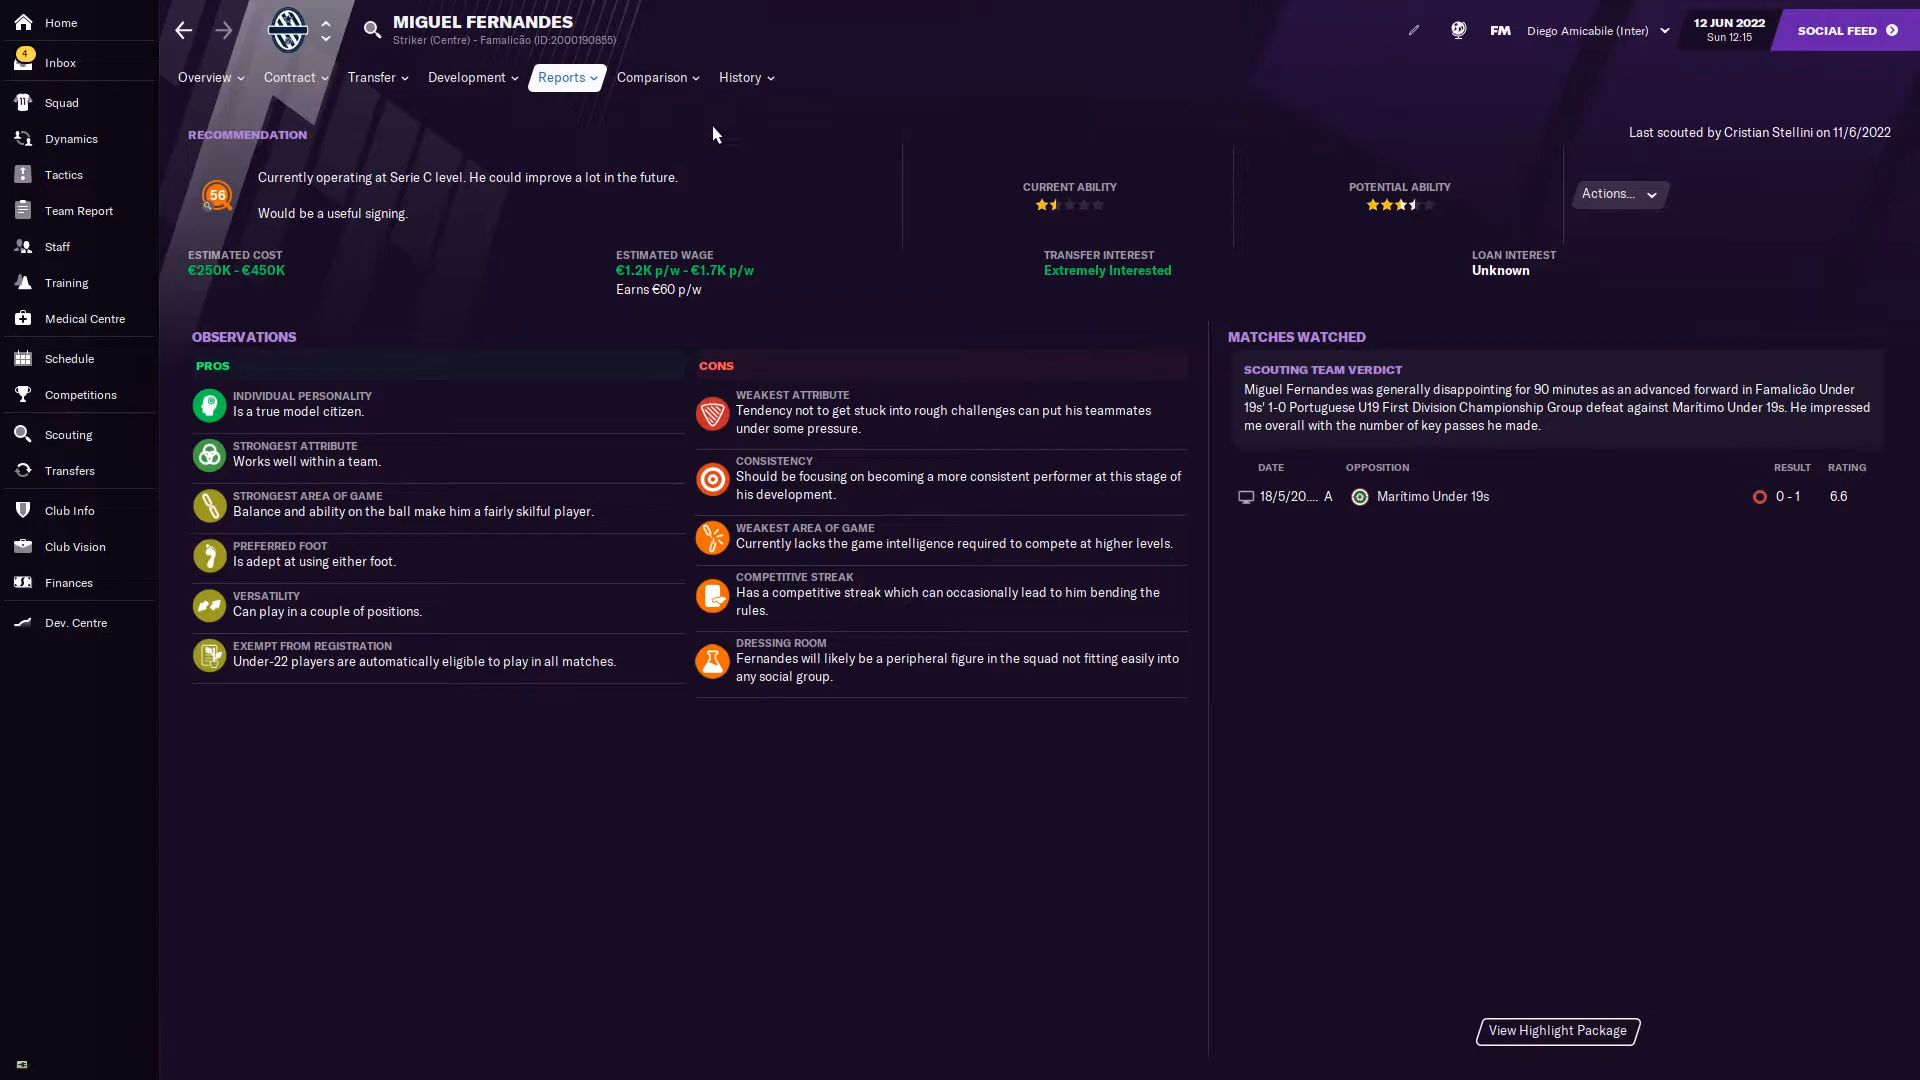 Home
4
Inbox
Squad
Dynamics
Tactics
Team Report
Staff
Training
Medical Centre
Schedule
Competitions
Scouting
Transfers
Club Info
Club Vision
Finances
Dev. Centre
MIGUEL FERNANDES
Striker (Centre) - Famalicão (ID:2000190855)
FM
Diego Amicabile (Inter)
12 JUN 2022
Sun 12:15
SOCIAL FEED
Overview
Contract
Transfer
Development
Reports
Comparison
History
RECOMMENDATION
Last scouted by Cristian Stellini on 11/6/2022
56
Currently operating at Serie C level. He could improve a lot in the future.
Would be a useful signing.
CURRENT ABILITY
POTENTIAL ABILITY
Actions...
ESTIMATED COST
€250K - €450K
ESTIMATED WAGE
€1.2K p/w - €1.7K p/w
Earns €60 p/w
TRANSFER INTEREST
Extremely Interested
LOAN INTEREST
Unknown
OBSERVATIONS
PROS
INDIVIDUAL PERSONALITY
Is a true model citizen.
STRONGEST ATTRIBUTE
Works well within a team.
STRONGEST AREA OF GAME
Balance and ability on the ball make him a fairly skilful player.
PREFERRED FOOT
Is adept at using either foot.
VERSATILITY
Can play in a couple of positions.
EXEMPT FROM REGISTRATION
Under-22 players are automatically eligible to play in all matches.
CONS
WEAKEST ATTRIBUTE
Tendency not to get stuck into rough challenges can put his teammates
under some pressure.
CONSISTENCY
Should be focusing on becoming a more consistent performer at this stage of
his development.
WEAKEST AREA OF GAME
Currently lacks the game intelligence required to compete at higher levels.
COMPETITIVE STREAK
Has a competitive streak which can occasionally lead to him bending the
rules.
DRESSING ROOM
Fernandes will likely be a peripheral figure in the squad not fitting easily into
any social group.
MATCHES WATCHED
SCOUTING TEAM VERDICT
Miguel Fernandes was generally disappointing for 90 minutes as an advanced forward in Famalicão Under
19s' 1-0 Portuguese U19 First Division Championship Group defeat against Marítimo Under 19s. He impressed
me overall with the number of key passes he made.
DATE OPPOSITION RESULT RATING
18/5/20.... A Marítimo Under 19s 0 - 1 6.6
View Highlight Package